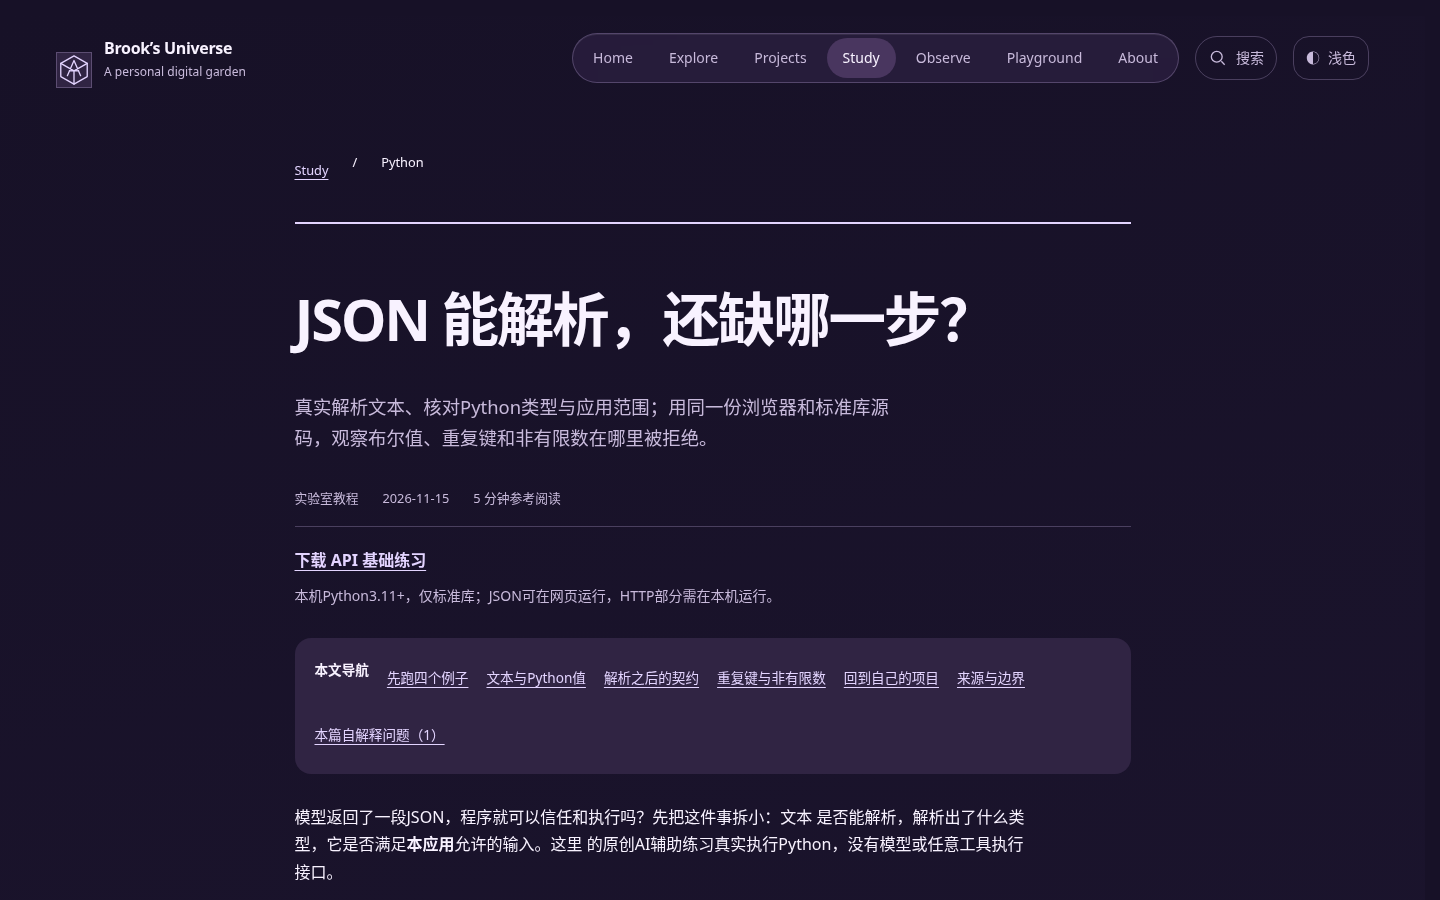 Brook’s Universe
A personal digital garden
Home Explore Projects Study Observe Playground About 搜索 浅色
Study / Python
JSON 能解析，还缺哪一步？
真实解析文本、核对Python类型与应用范围；用同一份浏览器和标准库源
码，观察布尔值、重复键和非有限数在哪里被拒绝。
实验室教程 2026-11-15 5 分钟参考阅读
下载 API 基础练习
本机Python3.11+，仅标准库；JSON可在网页运行，HTTP部分需在本机运行。
本文导航 先跑四个例子 文本与Python值 解析之后的契约 重复键与非有限数 回到自己的项目 来源与边界
本篇自解释问题（1）
模型返回了一段JSON，程序就可以信任和执行吗？先把这件事拆小：文本 是否能解析，解析出了什么类
型，它是否满足本应用允许的输入。这里 的原创AI辅助练习真实执行Python，没有模型或任意工具执行
接口。